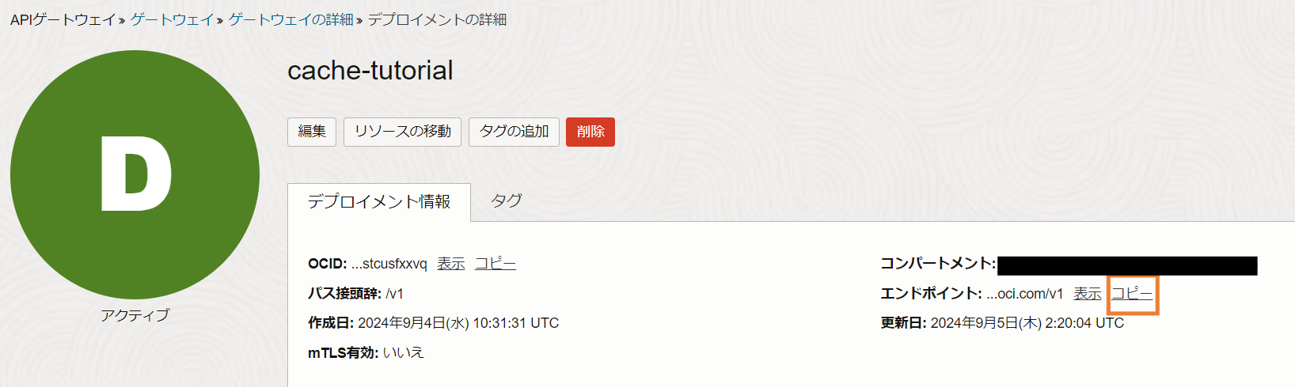 APIゲートウェイ » ゲートウェイ » ゲートウェイの詳細 » デプロイメントの詳細
D
アクティブ
cache-tutorial
編集 リソースの移動 タグの追加 削除
デプロイメント情報 タグ
OCID: ...stcusfxxvq 表示 コピー
パス接頭辞: /v1
作成日: 2024年9月4日(水) 10:31:31 UTC
mTLS有効: いいえ
コンパートメント:
エンドポイント: ...oci.com/v1 表示 コピー
更新日: 2024年9月5日(木) 2:20:04 UTC